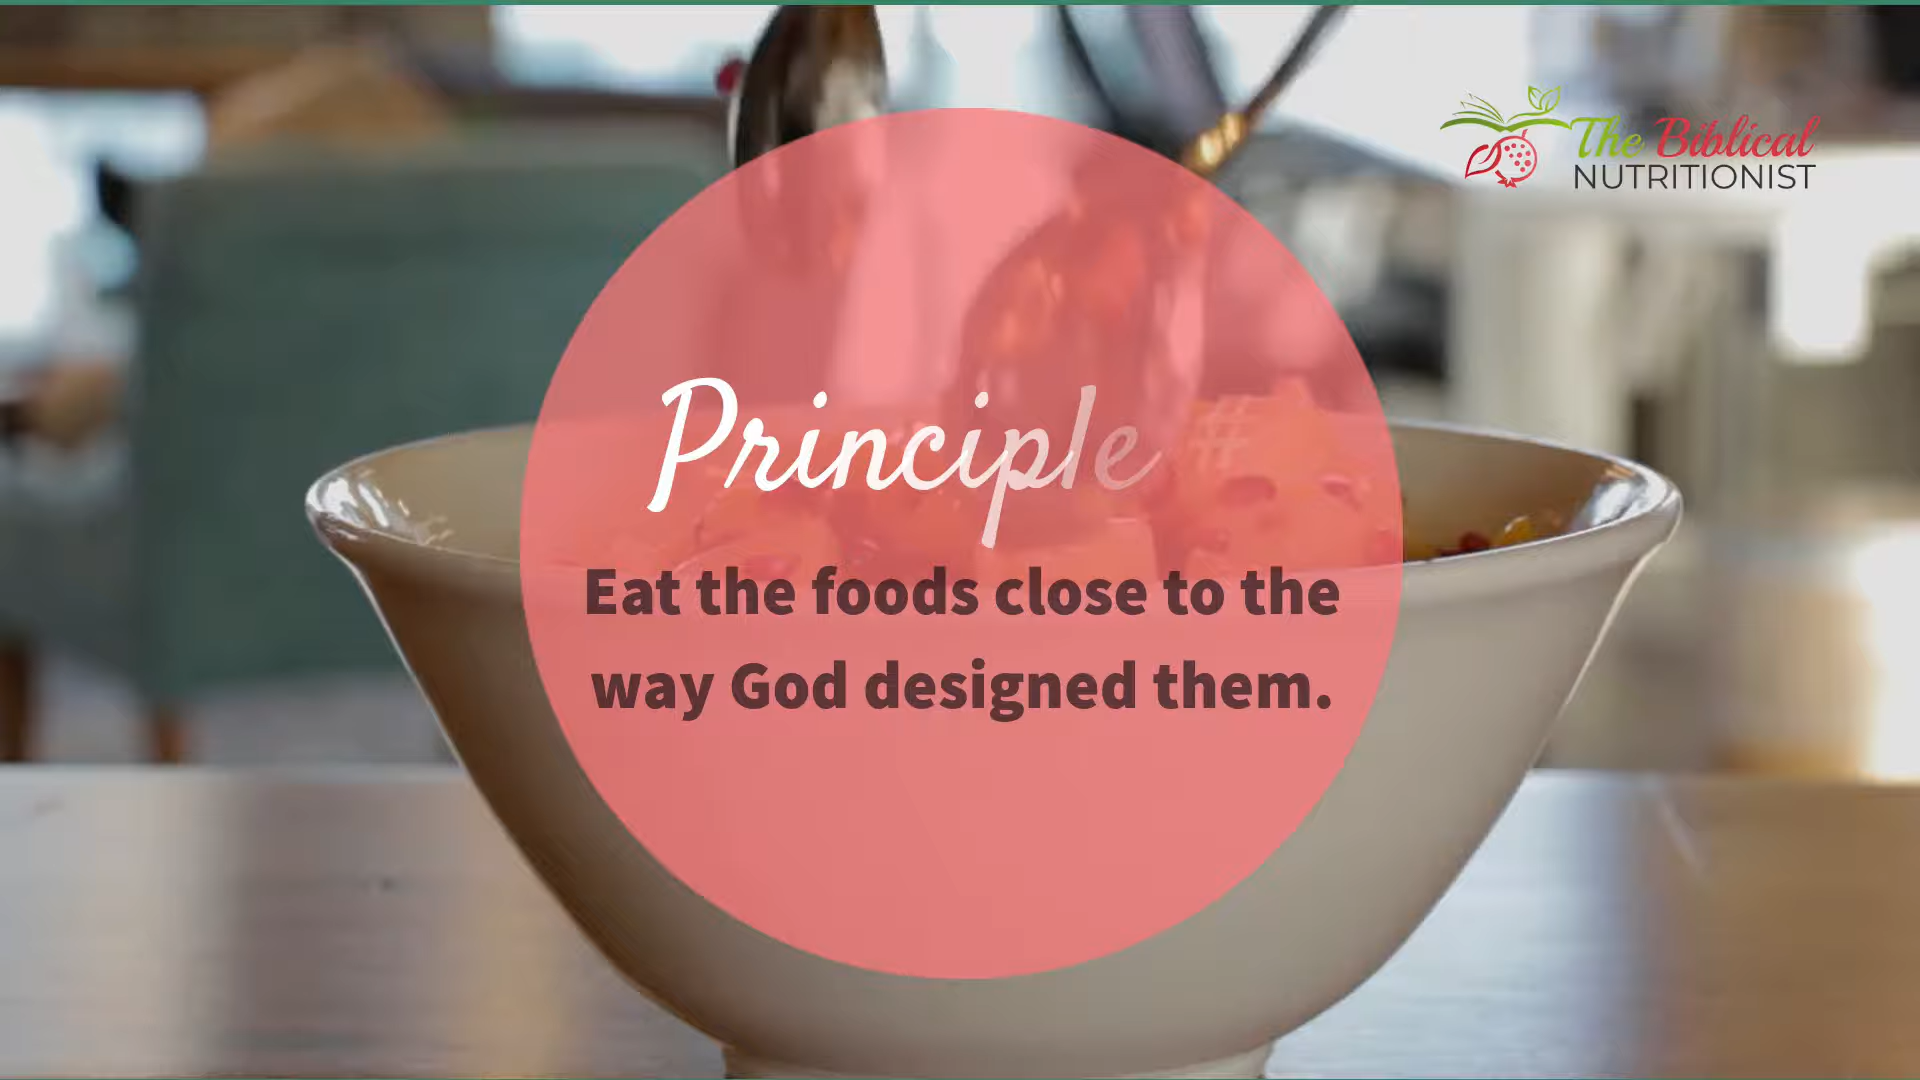 The Biblical
NUTRITIONIST
Principle #
Eat the foods close to the
way God designed them.